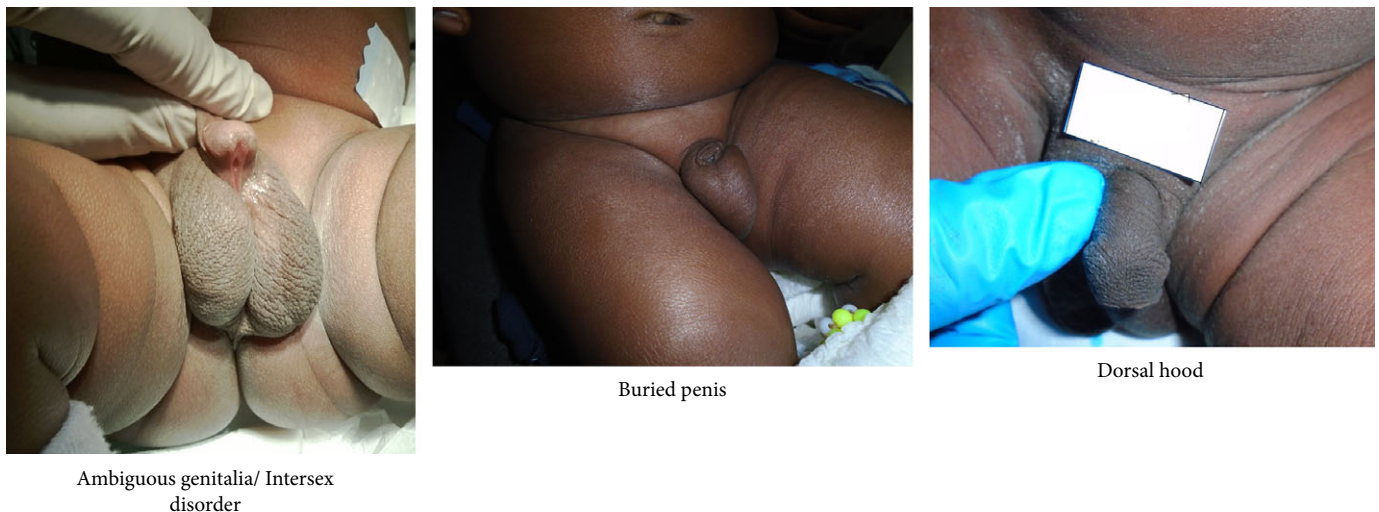 Ambiguous genitalia/ Intersex
disorder
Buried penis
Dorsal hood